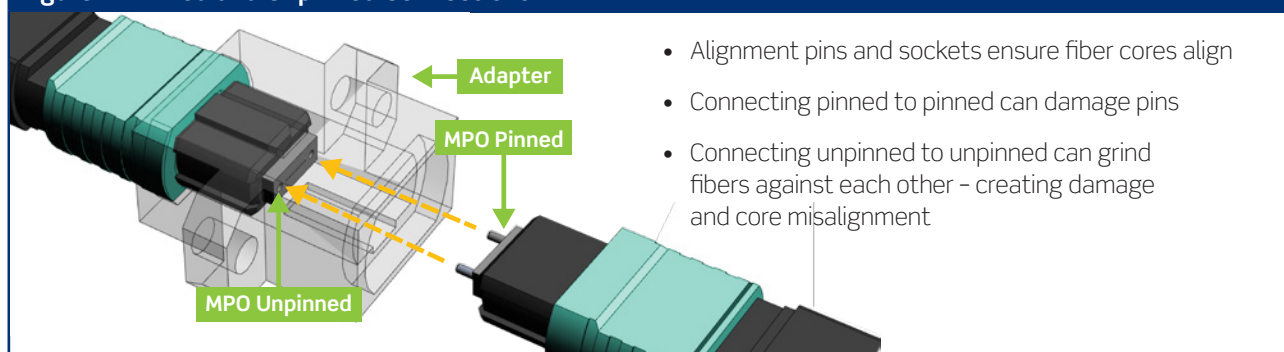 • Alignment pins and sockets ensure fiber cores align
Adapter
• Connecting pinned to pinned can damage pins
MPO Pinned
• Connecting unpinned to unpinned can grind
fibers against each other – creating damage
and core misalignment
MPO Unpinned